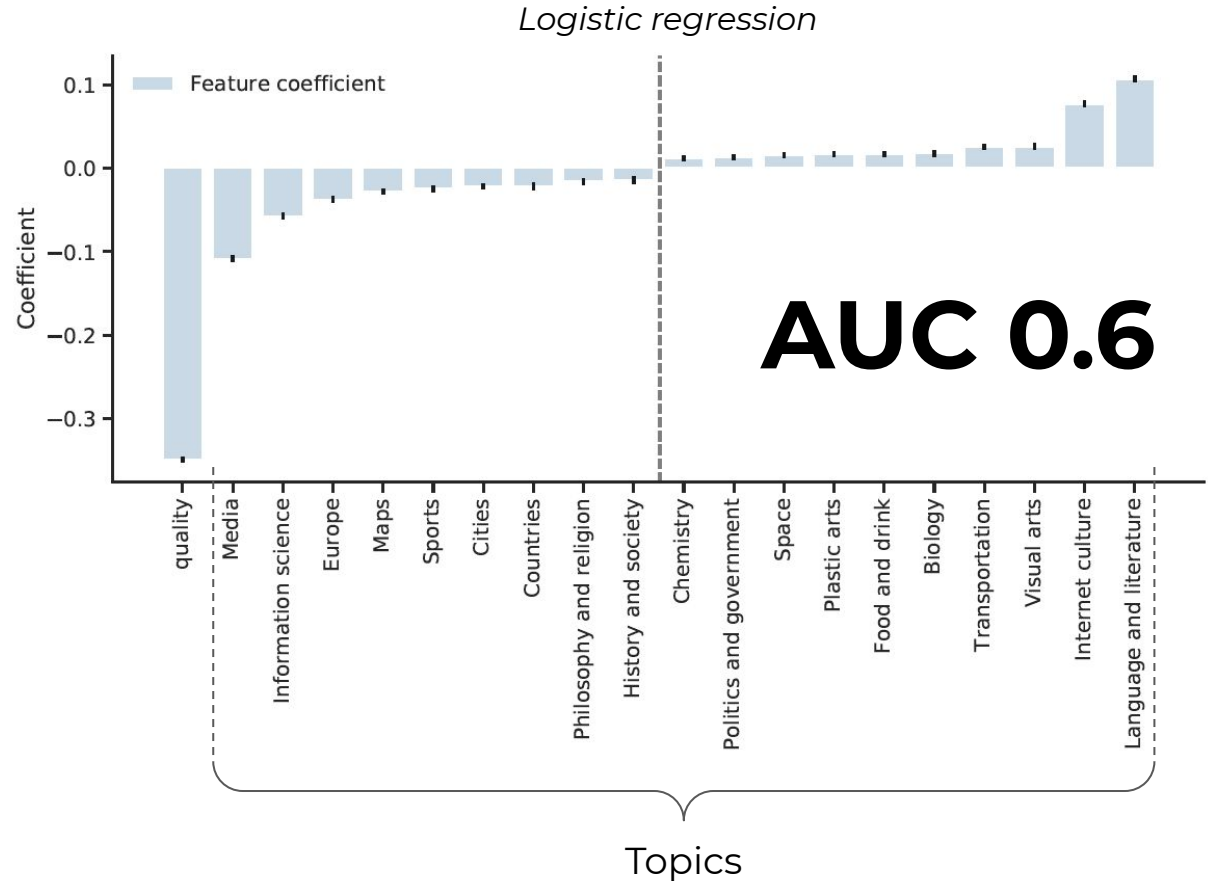 Logistic regression
Feature coefficient
0.1
0.0
−0.1
−0.2
−0.3
Coefficient
AUC 0.6
quality
Media
Information science
Europe
Maps
Sports
Cities
Countries
Philosophy and religion
History and society
Chemistry
Politics and government
Space
Plastic arts
Food and drink
Biology
Transportation
Visual arts
Internet culture
Language and literature
Topics